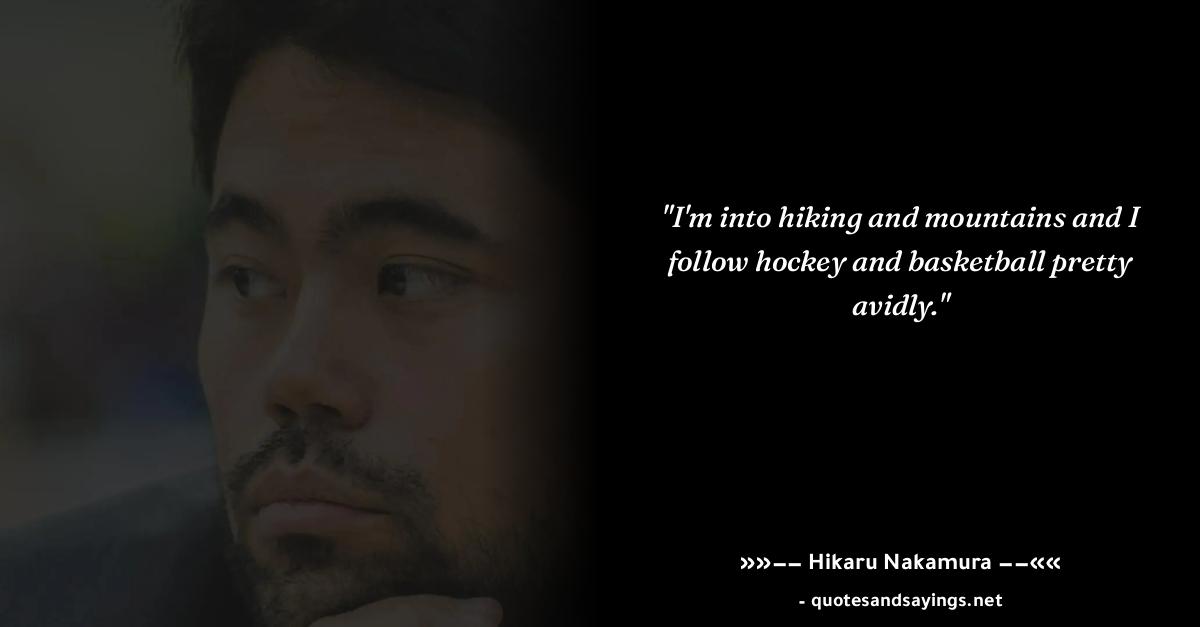 "I'm into hiking and mountains and I
follow hockey and basketball pretty
avidly."
»»−− Hikaru Nakamura −−««
- quotesandsayings.net